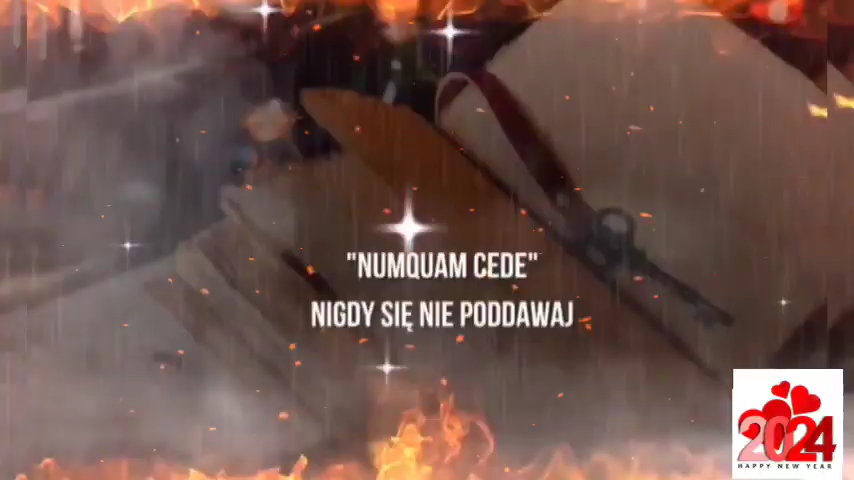 "NUMQUAM CEDE"
NIGDY SIĘ NIE PODDAWAJ
2024
HAPPY NEW YEAR